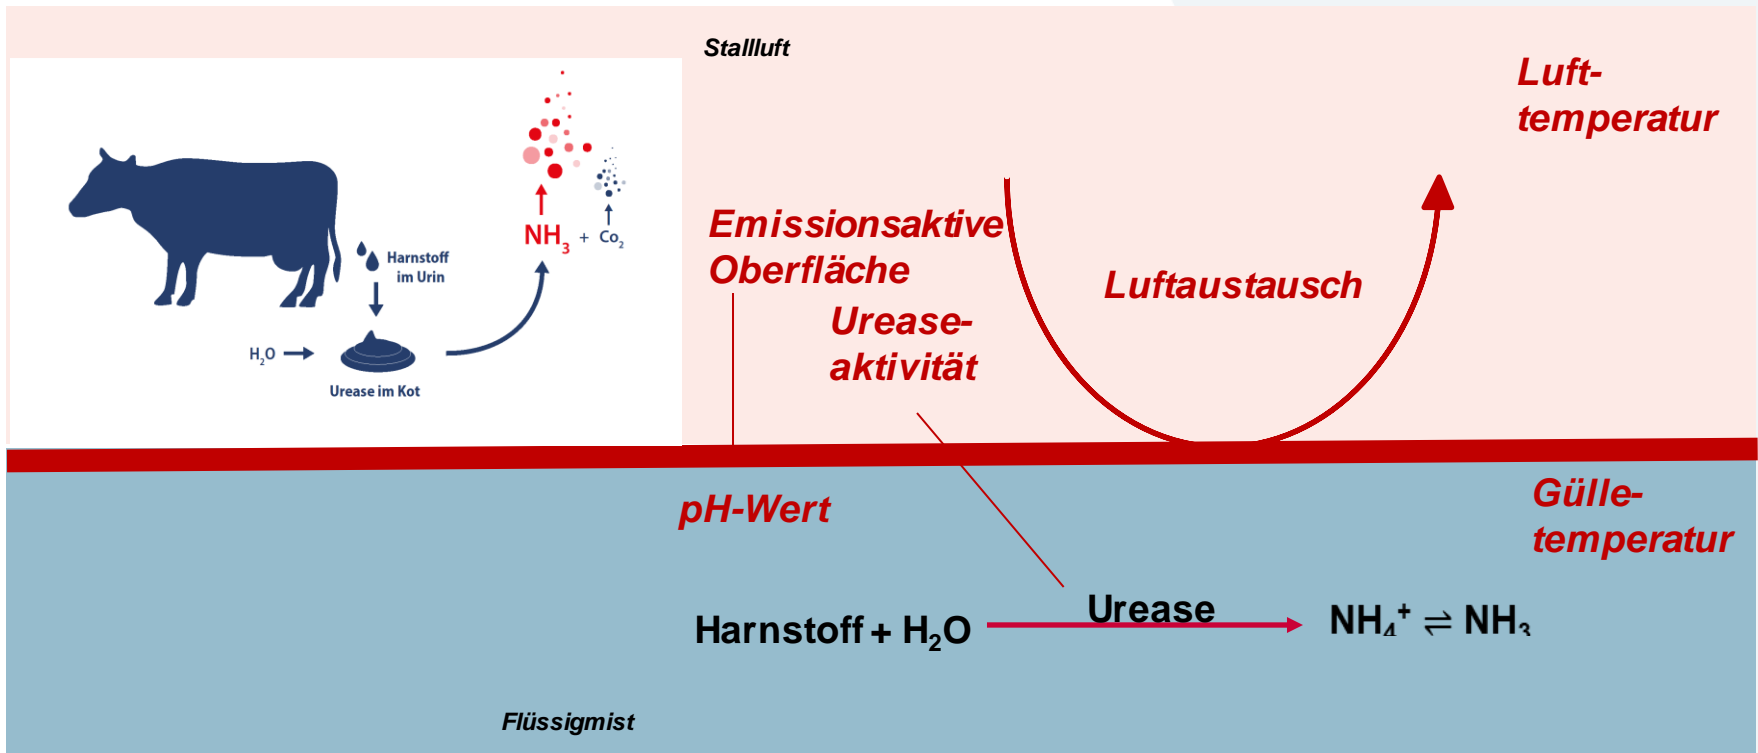 Stallluft
Luft-
temperatur
Harnstoff
im Urin
NH₃ + Co₂
H₂O
Urease im Kot
Emissionsaktive
Oberfläche
Urease-
aktivität
Luftaustausch
pH-Wert
Gülle-
temperatur
Harnstoff + H₂O
Urease
NH₄⁺ ⇌ NH₃
Flüssigmist